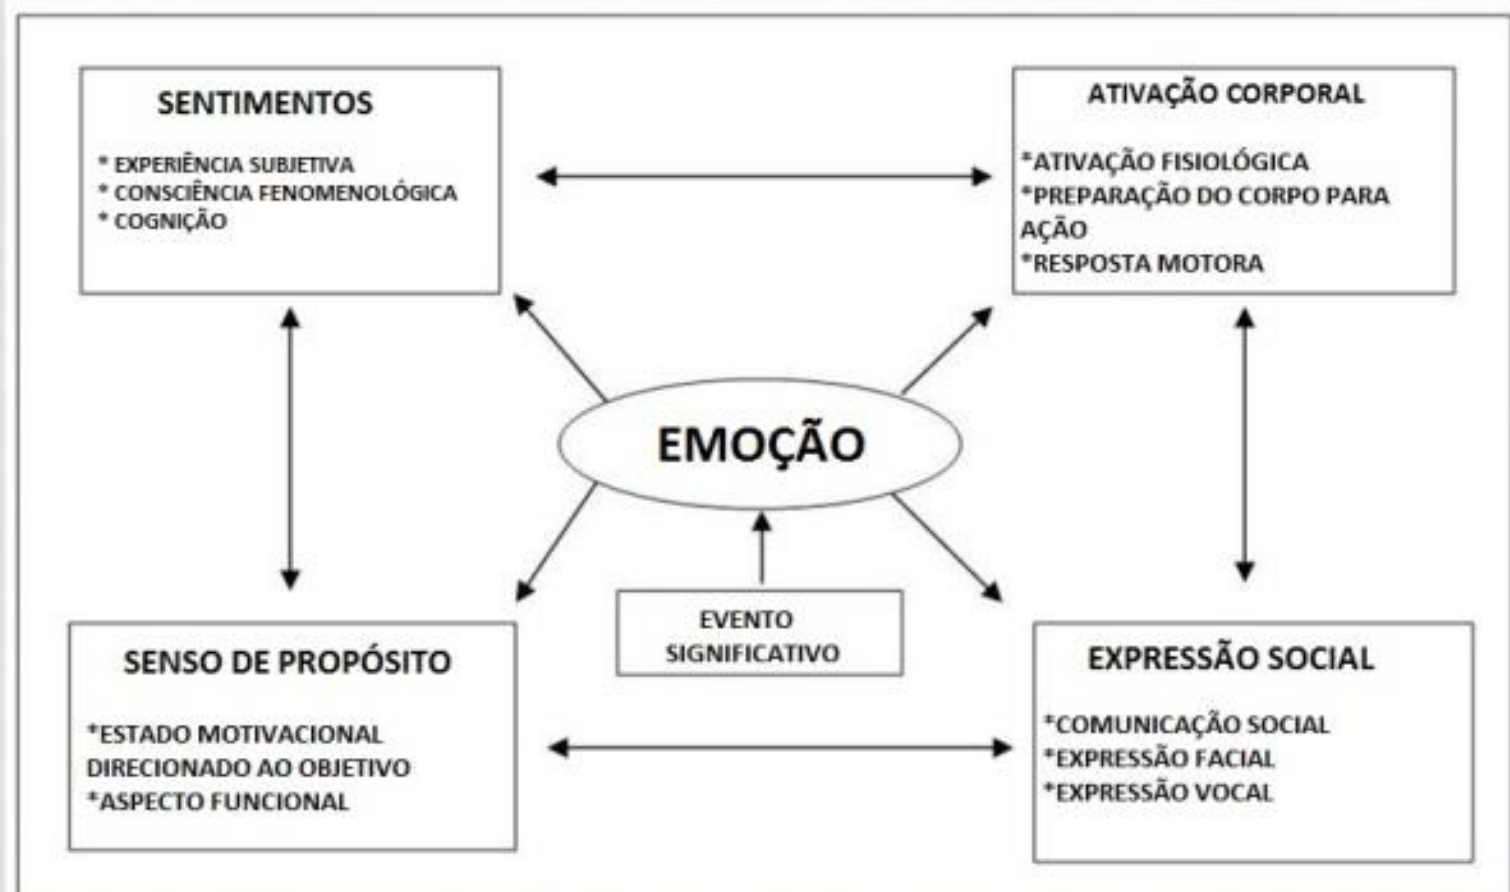 SENTIMENTOS
* EXPERIÊNCIA SUBJETIVA
* CONSCIÊNCIA FENOMENOLÓGICA
* COGNIÇÃO
ATIVAÇÃO CORPORAL
*ATIVAÇÃO FISIOLÓGICA
*PREPARAÇÃO DO CORPO PARA
AÇÃO
*RESPOSTA MOTORA
EMOÇÃO
EVENTO
SIGNIFICATIVO
SENSO DE PROPÓSITO
*ESTADO MOTIVACIONAL
DIRECIONADO AO OBJETIVO
*ASPECTO FUNCIONAL
EXPRESSÃO SOCIAL
*COMUNICAÇÃO SOCIAL
*EXPRESSÃO FACIAL
*EXPRESSÃO VOCAL